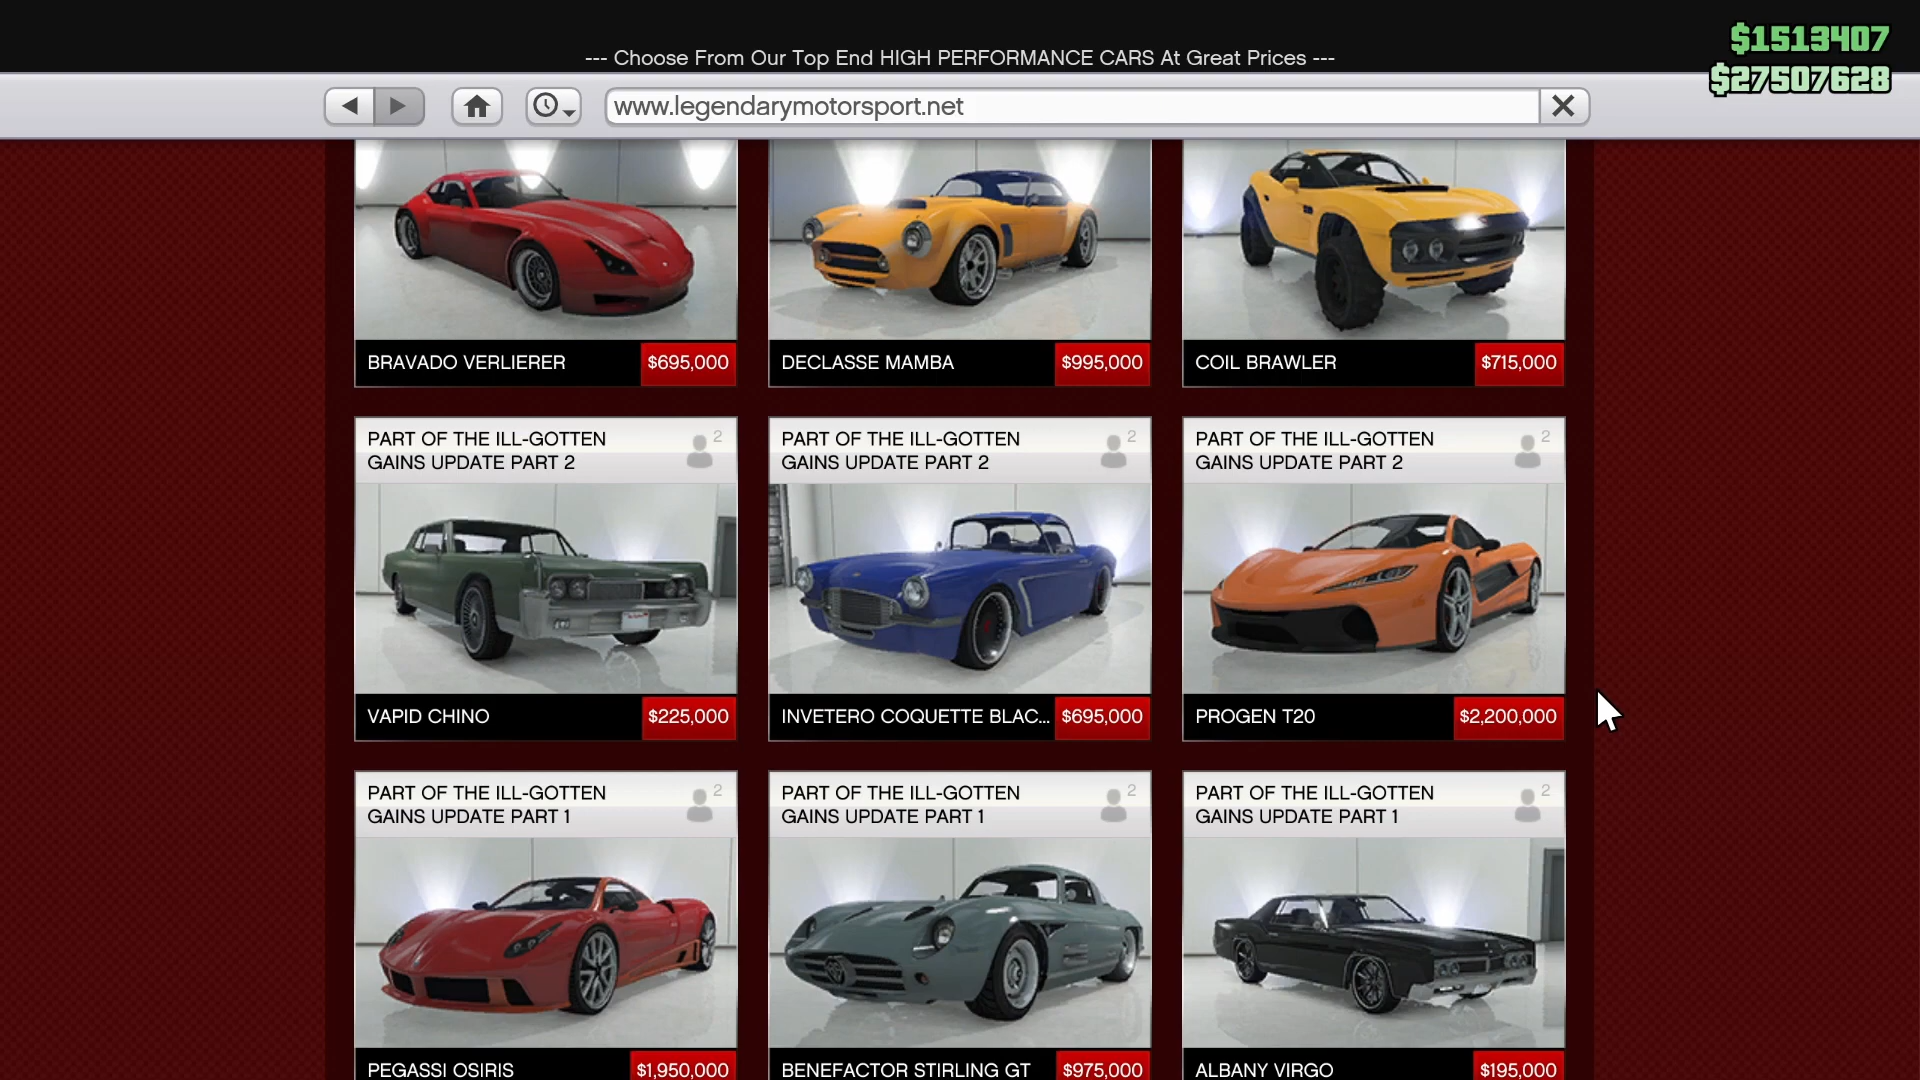 --- Choose From Our Top End HIGH PERFORMANCE CARS At Great Prices ---
$1513407
$27507628
www.legendarymotorsport.net
BRAVADO VERLIERER
$695,000
DECLASSE MAMBA
$995,000
COIL BRAWLER
$715,000
PART OF THE ILL-GOTTEN
GAINS UPDATE PART 2
2
PART OF THE ILL-GOTTEN
GAINS UPDATE PART 2
2
PART OF THE ILL-GOTTEN
GAINS UPDATE PART 2
2
VAPID CHINO
$225,000
INVETERO COQUETTE BLAC...
$695,000
PROGEN T20
$2,200,000
PART OF THE ILL-GOTTEN
GAINS UPDATE PART 1
2
PART OF THE ILL-GOTTEN
GAINS UPDATE PART 1
2
PART OF THE ILL-GOTTEN
GAINS UPDATE PART 1
2
PEGASSI OSIRIS
$1,950,000
BENEFACTOR STIRLING GT
$975,000
ALBANY VIRGO
$195,000